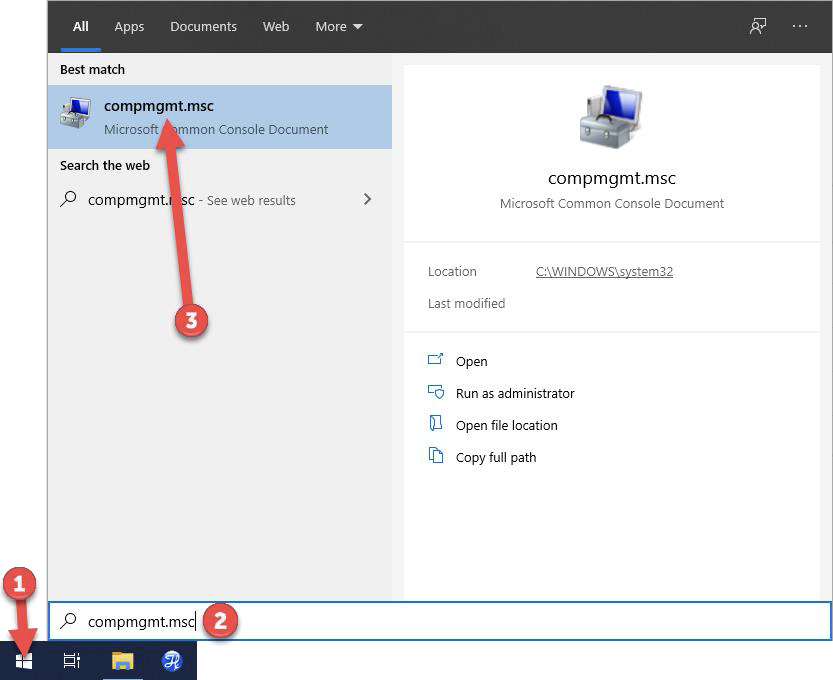 All Apps Documents Web More
Best match
compmgmt.msc
Microsoft Common Console Document
Search the web
compmgmt.msc - See web results
3
compmgmt.msc
Microsoft Common Console Document
Location C:\WINDOWS\system32
Last modified
Open
Run as administrator
Open file location
Copy full path
1
compmgmt.msc 2